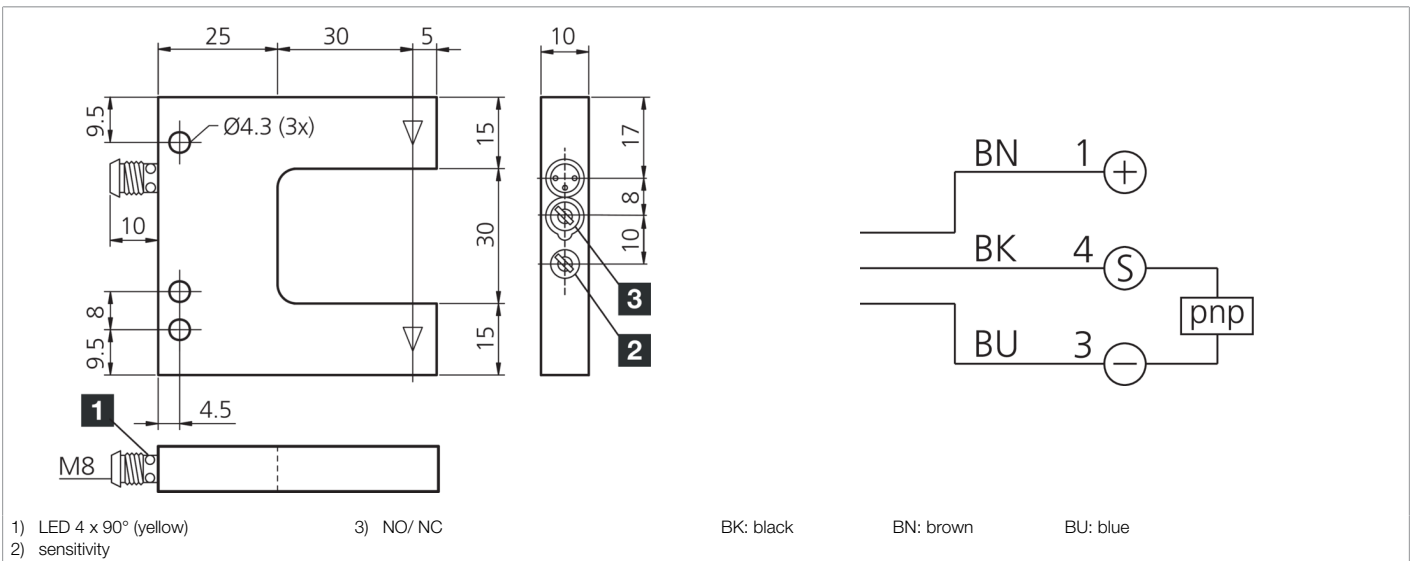 25 30 5 10
9.5 Ø4.3 (3x) 15 17
10 30 8 10
8 3
9.5 15 2
1 4.5
M8
BN 1 +
BK 4 S
pnp
BU 3 −
1) LED 4 x 90° (yellow) 3) NO/ NC BK: black BN: brown BU: blue
2) sensitivity